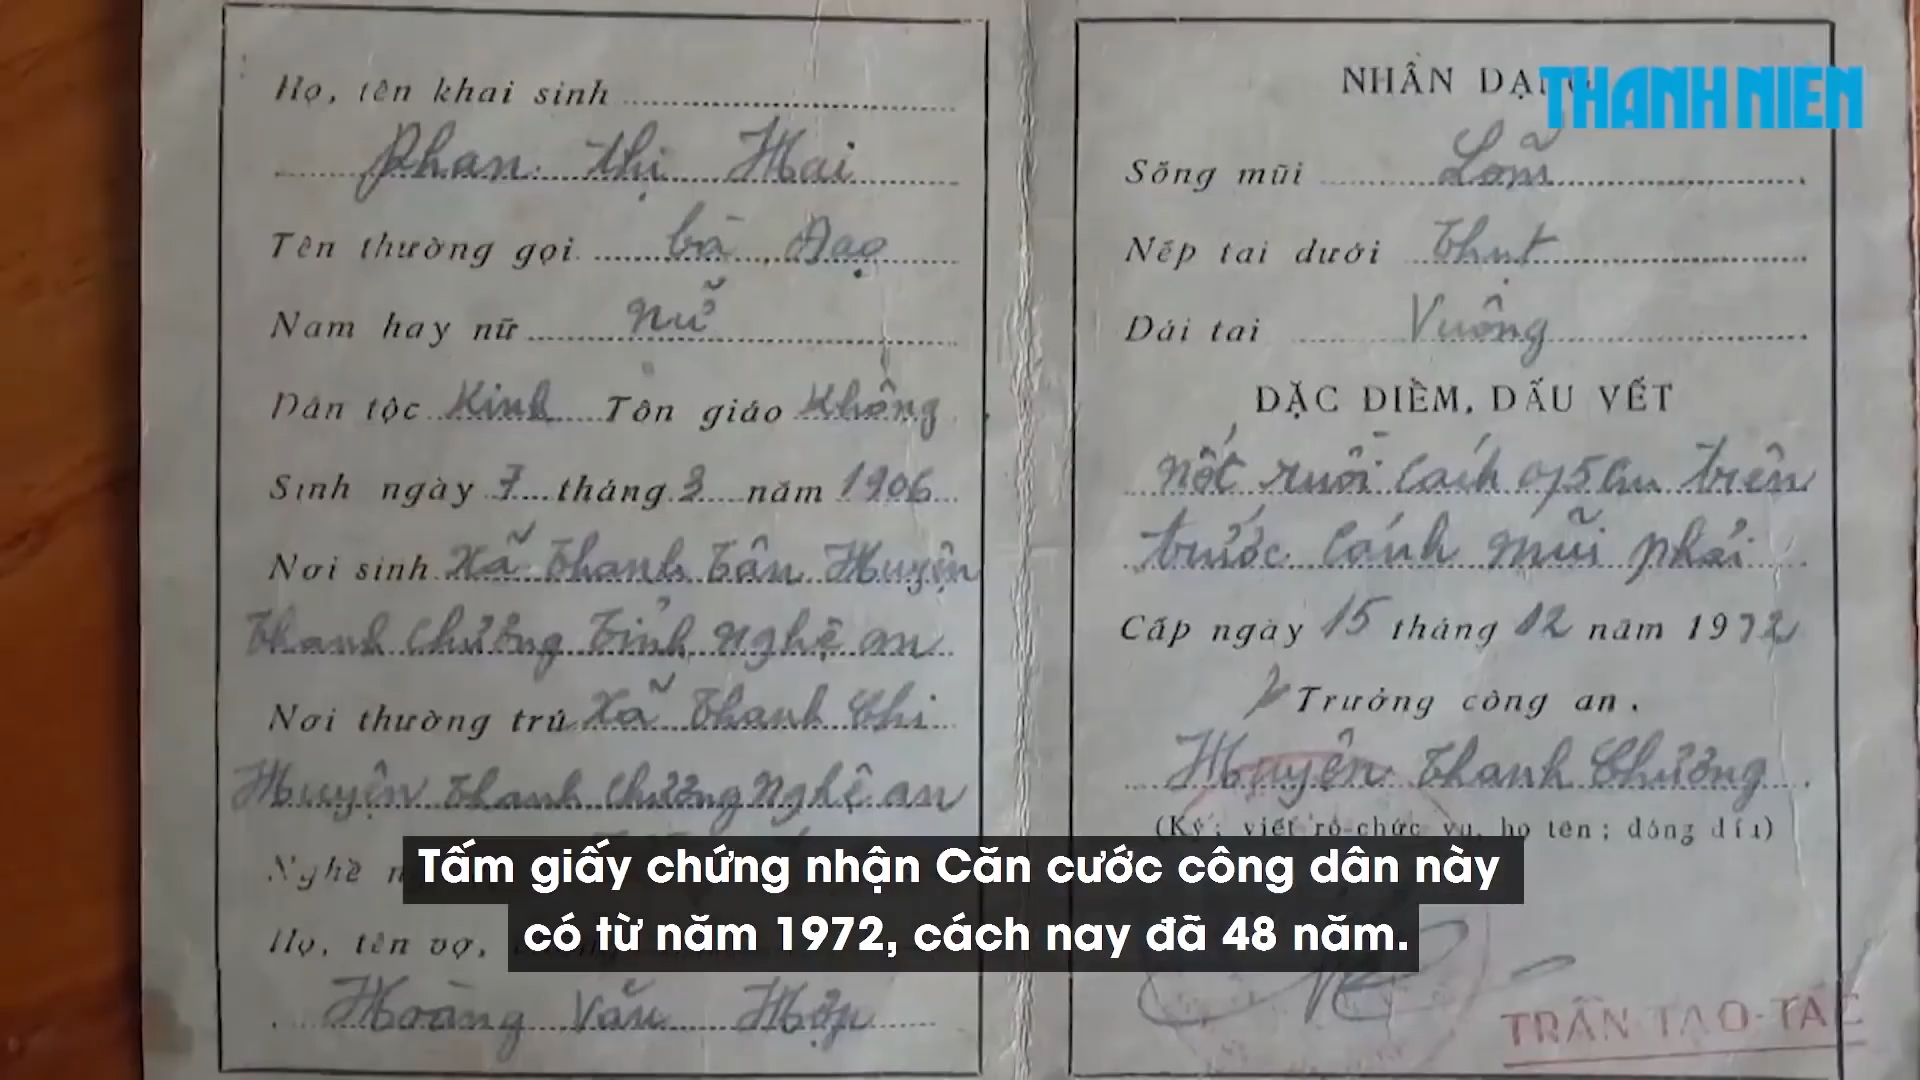 Họ, tên khai sinh
Phan Thị Mai
Tên thường gọi bà Đạo
Nam hay nữ nữ
Dân tộc Kinh Tôn giáo Không
Sinh ngày 7 tháng 3 năm 1906
Nơi sinh Xã Thanh Tân Huyện
Thanh Chương Tỉnh Nghệ an
Nơi thường trú Xã Thanh Chi
Huyện Thanh Chương Nghệ an
Nghề
Họ, tên vợ,
Hoàng Văn Hợp
NHÂN DẠNG
THANH NIÊN
Sống mũi Lõm
Nếp tai dưới Thụt
Dái tai Vuông
ĐẶC ĐIỂM, DẤU VẾT
nốt ruồi cách 0,5 cm trên
trước cánh mũi phải
Cấp ngày 15 tháng 12 năm 1972
Trưởng công an
Huyện Thanh Chương
(Ký; viết rõ chức vụ, họ tên; đóng dấu)
TRẦN TẠO TÁC
Tấm giấy chứng nhận Căn cước công dân này
có từ năm 1972, cách nay đã 48 năm.